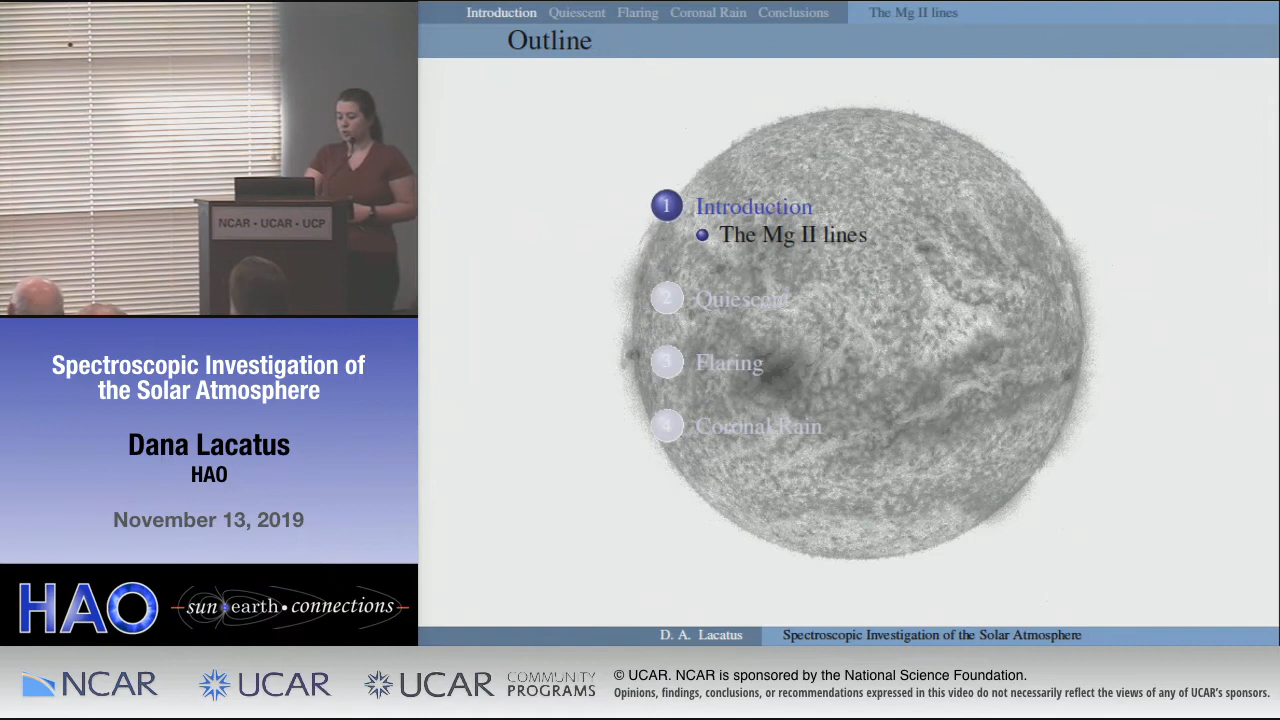 Introduction Quiescent Flaring Coronal Rain Conclusions The Mg II lines
Outline
1 Introduction
The Mg II lines
2 Quiescent
3 Flaring
4 Coronal Rain
D. A. Lacatus Spectroscopic Investigation of the Solar Atmosphere
NCAR • UCAR • UCP
Spectroscopic Investigation of
the Solar Atmosphere
Dana Lacatus
HAO
November 13, 2019
HAO sun • earth • connections
NCAR UCAR UCAR COMMUNITY
PROGRAMS
© UCAR. NCAR is sponsored by the National Science Foundation.
Opinions, findings, conclusions, or recommendations expressed in this video do not necessarily reflect the views of any of UCAR's sponsors.